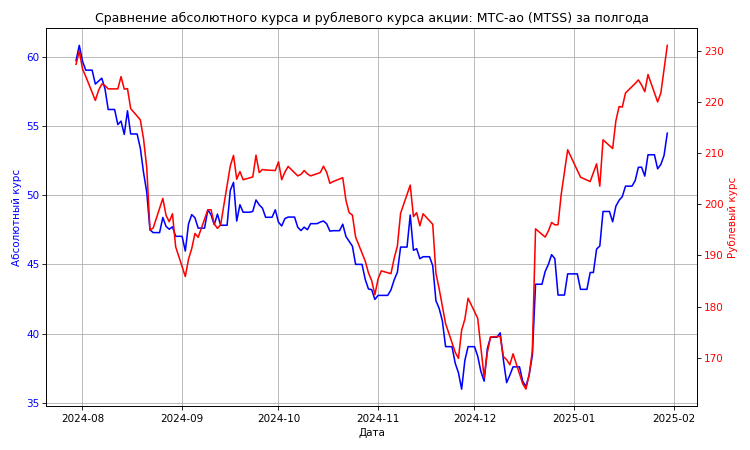 Сравнение абсолютного курса и рублевого курса акции: МТС-ао (MTSS) за полгода
60
55
50
45
40
35
Абсолютный курс
230
220
210
200
190
180
170
Рублевый курс
2024-08 2024-09 2024-10 2024-11 2024-12 2025-01 2025-02
Дата